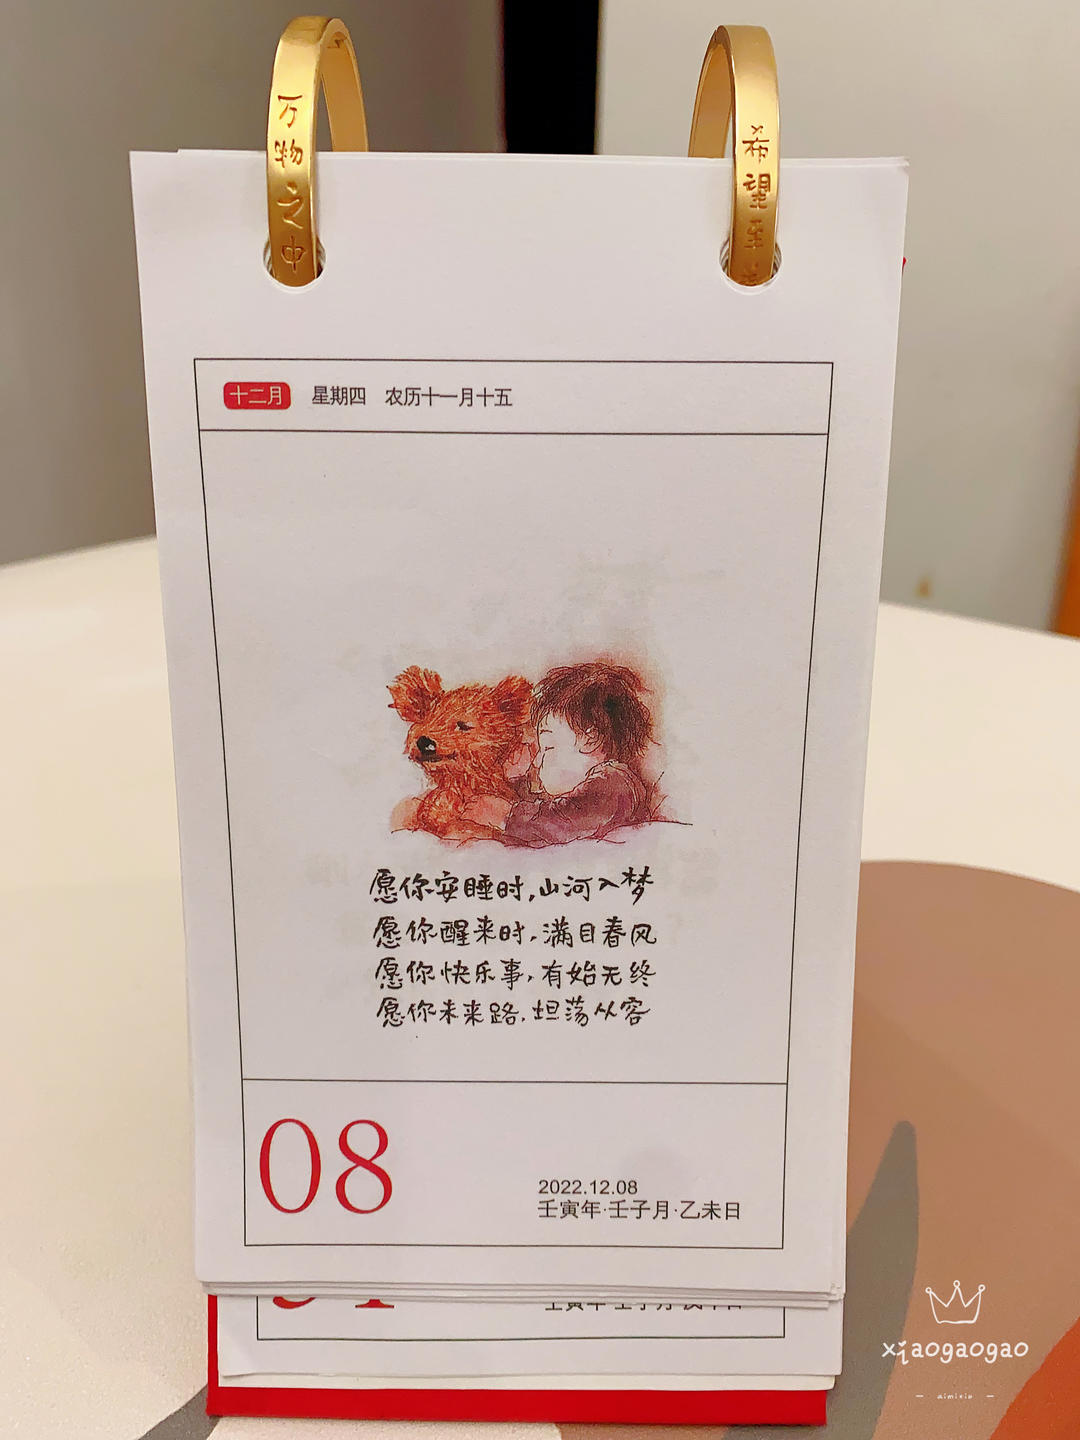 万物之中
希望至美
十二月 星期四 农历十一月十五
愿你安睡时,山河入梦
愿你醒来时,满目春风
愿你快乐事,有始无终
愿你未来路,坦荡从容
08
2022.12.08
壬寅年·壬子月·乙未日
xiaogaogao